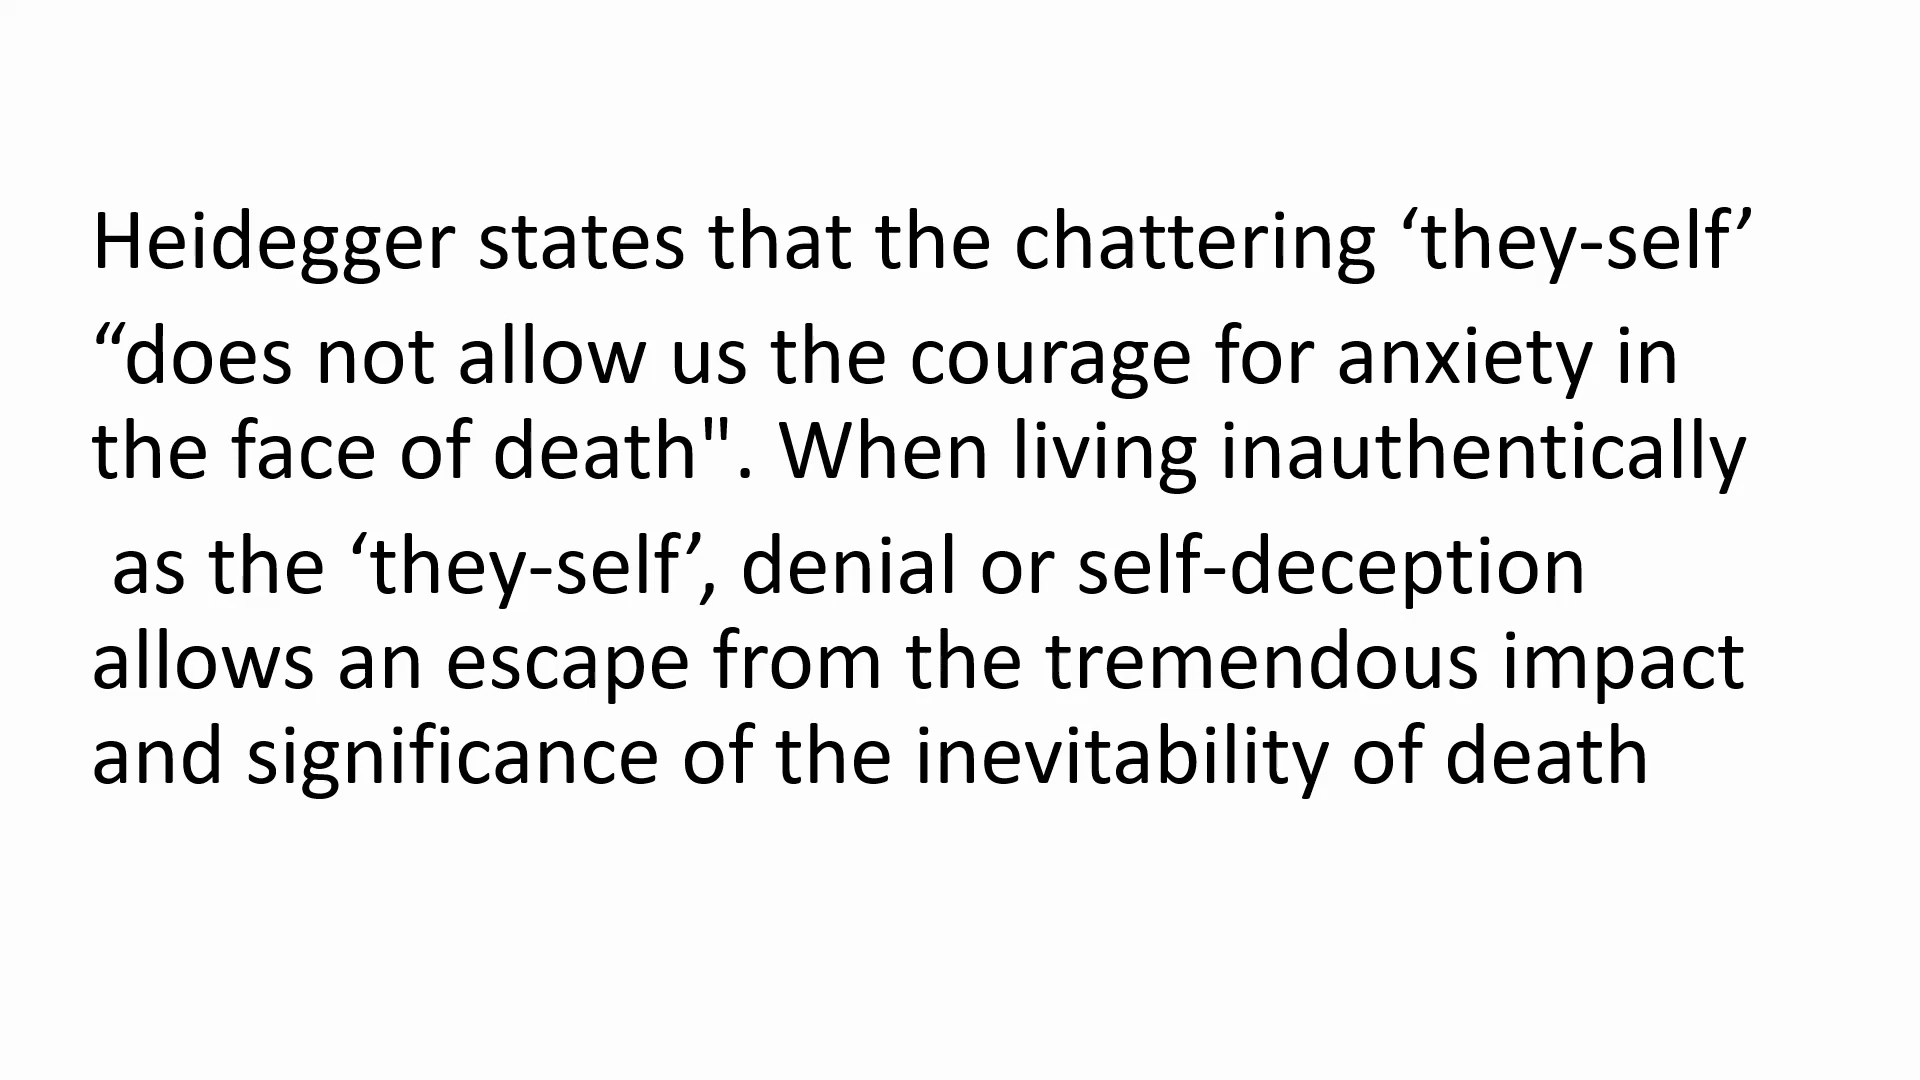 Heidegger states that the chattering ‘they-self’
“does not allow us the courage for anxiety in
the face of death". When living inauthentically
as the ‘they-self’, denial or self-deception
allows an escape from the tremendous impact
and significance of the inevitability of death